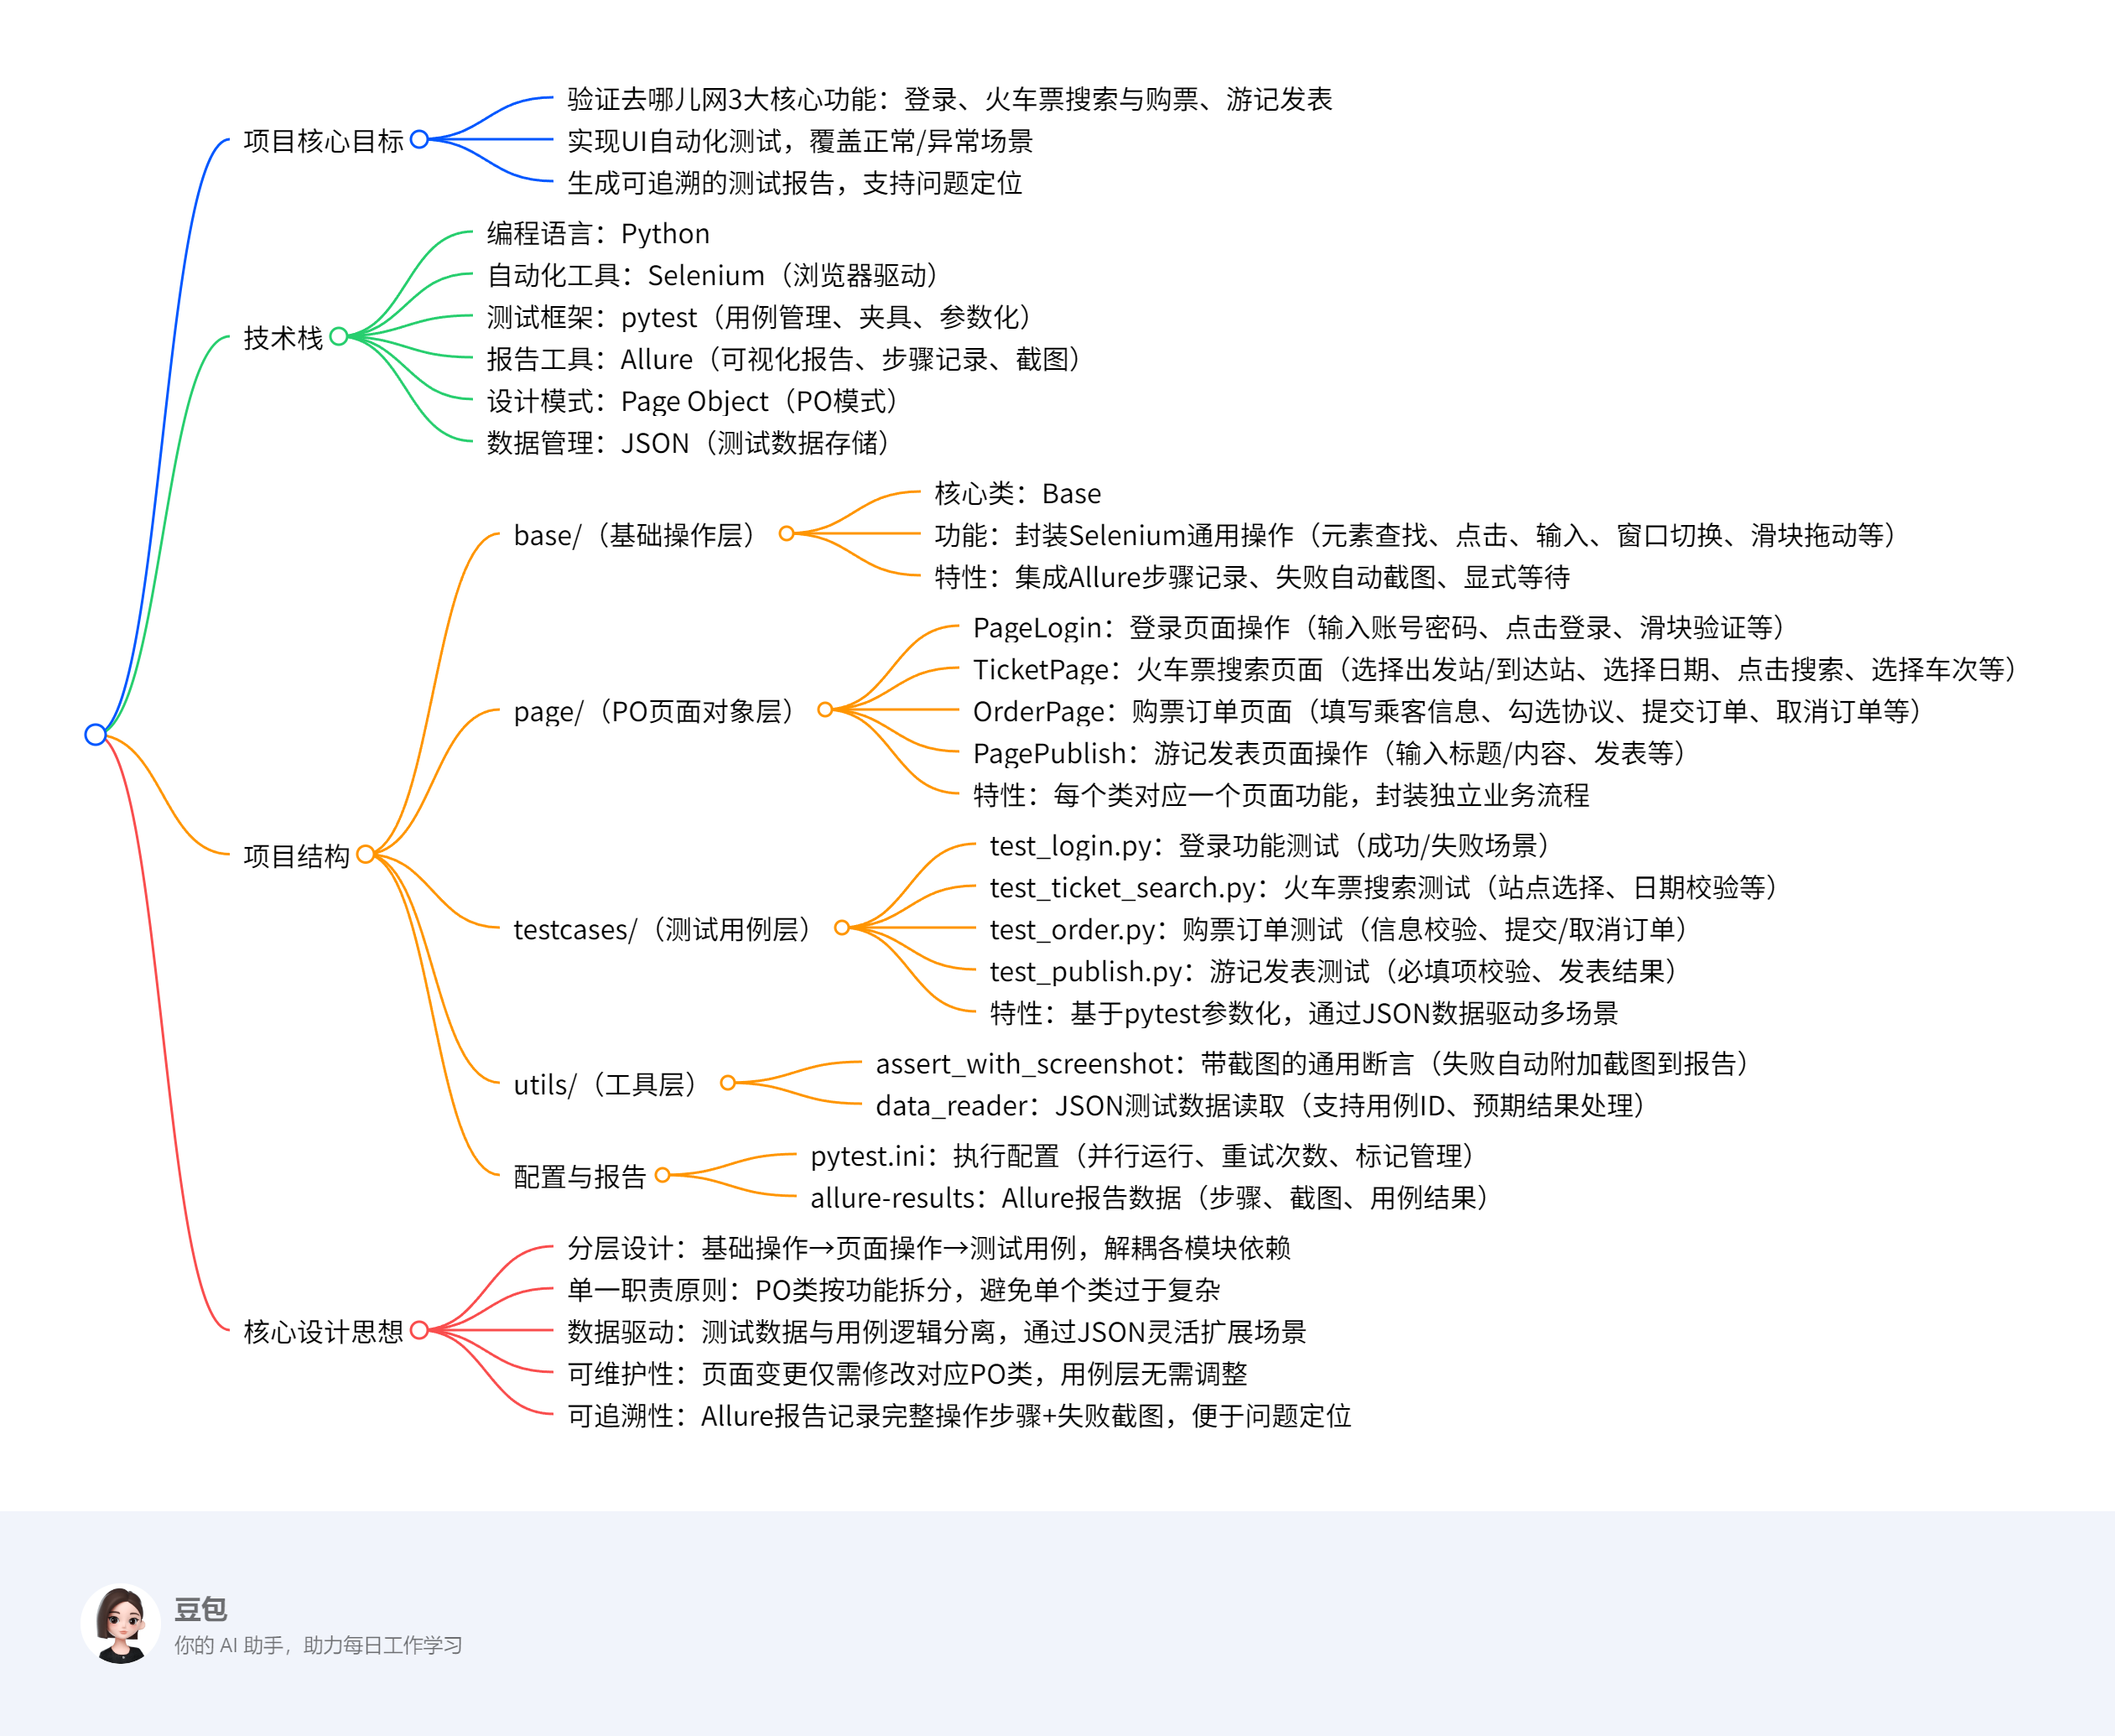 项目核心目标
验证去哪儿网3大核心功能：登录、火车票搜索与购票、游记发表
实现UI自动化测试，覆盖正常/异常场景
生成可追溯的测试报告，支持问题定位
技术栈
编程语言：Python
自动化工具：Selenium（浏览器驱动）
测试框架：pytest（用例管理、夹具、参数化）
报告工具：Allure（可视化报告、步骤记录、截图）
设计模式：Page Object（PO模式）
数据管理：JSON（测试数据存储）
项目结构
base/（基础操作层）
核心类：Base
功能：封装Selenium通用操作（元素查找、点击、输入、窗口切换、滑块拖动等）
特性：集成Allure步骤记录、失败自动截图、显式等待
page/（PO页面对象层）
PageLogin：登录页面操作（输入账号密码、点击登录、滑块验证等）
TicketPage：火车票搜索页面（选择出发站/到达站、选择日期、点击搜索、选择车次等）
OrderPage：购票订单页面（填写乘客信息、勾选协议、提交订单、取消订单等）
PagePublish：游记发表页面操作（输入标题/内容、发表等）
特性：每个类对应一个页面功能，封装独立业务流程
testcases/（测试用例层）
test_login.py：登录功能测试（成功/失败场景）
test_ticket_search.py：火车票搜索测试（站点选择、日期校验等）
test_order.py：购票订单测试（信息校验、提交/取消订单）
test_publish.py：游记发表测试（必填项校验、发表结果）
特性：基于pytest参数化，通过JSON数据驱动多场景
utils/（工具层）
assert_with_screenshot：带截图的通用断言（失败自动附加截图到报告）
data_reader：JSON测试数据读取（支持用例ID、预期结果处理）
配置与报告
pytest.ini：执行配置（并行运行、重试次数、标记管理）
allure-results：Allure报告数据（步骤、截图、用例结果）
核心设计思想
分层设计：基础操作→页面操作→测试用例，解耦各模块依赖
单一职责原则：PO类按功能拆分，避免单个类过于复杂
数据驱动：测试数据与用例逻辑分离，通过JSON灵活扩展场景
可维护性：页面变更仅需修改对应PO类，用例层无需调整
可追溯性：Allure报告记录完整操作步骤+失败截图，便于问题定位
豆包
你的 AI 助手，助力每日工作学习